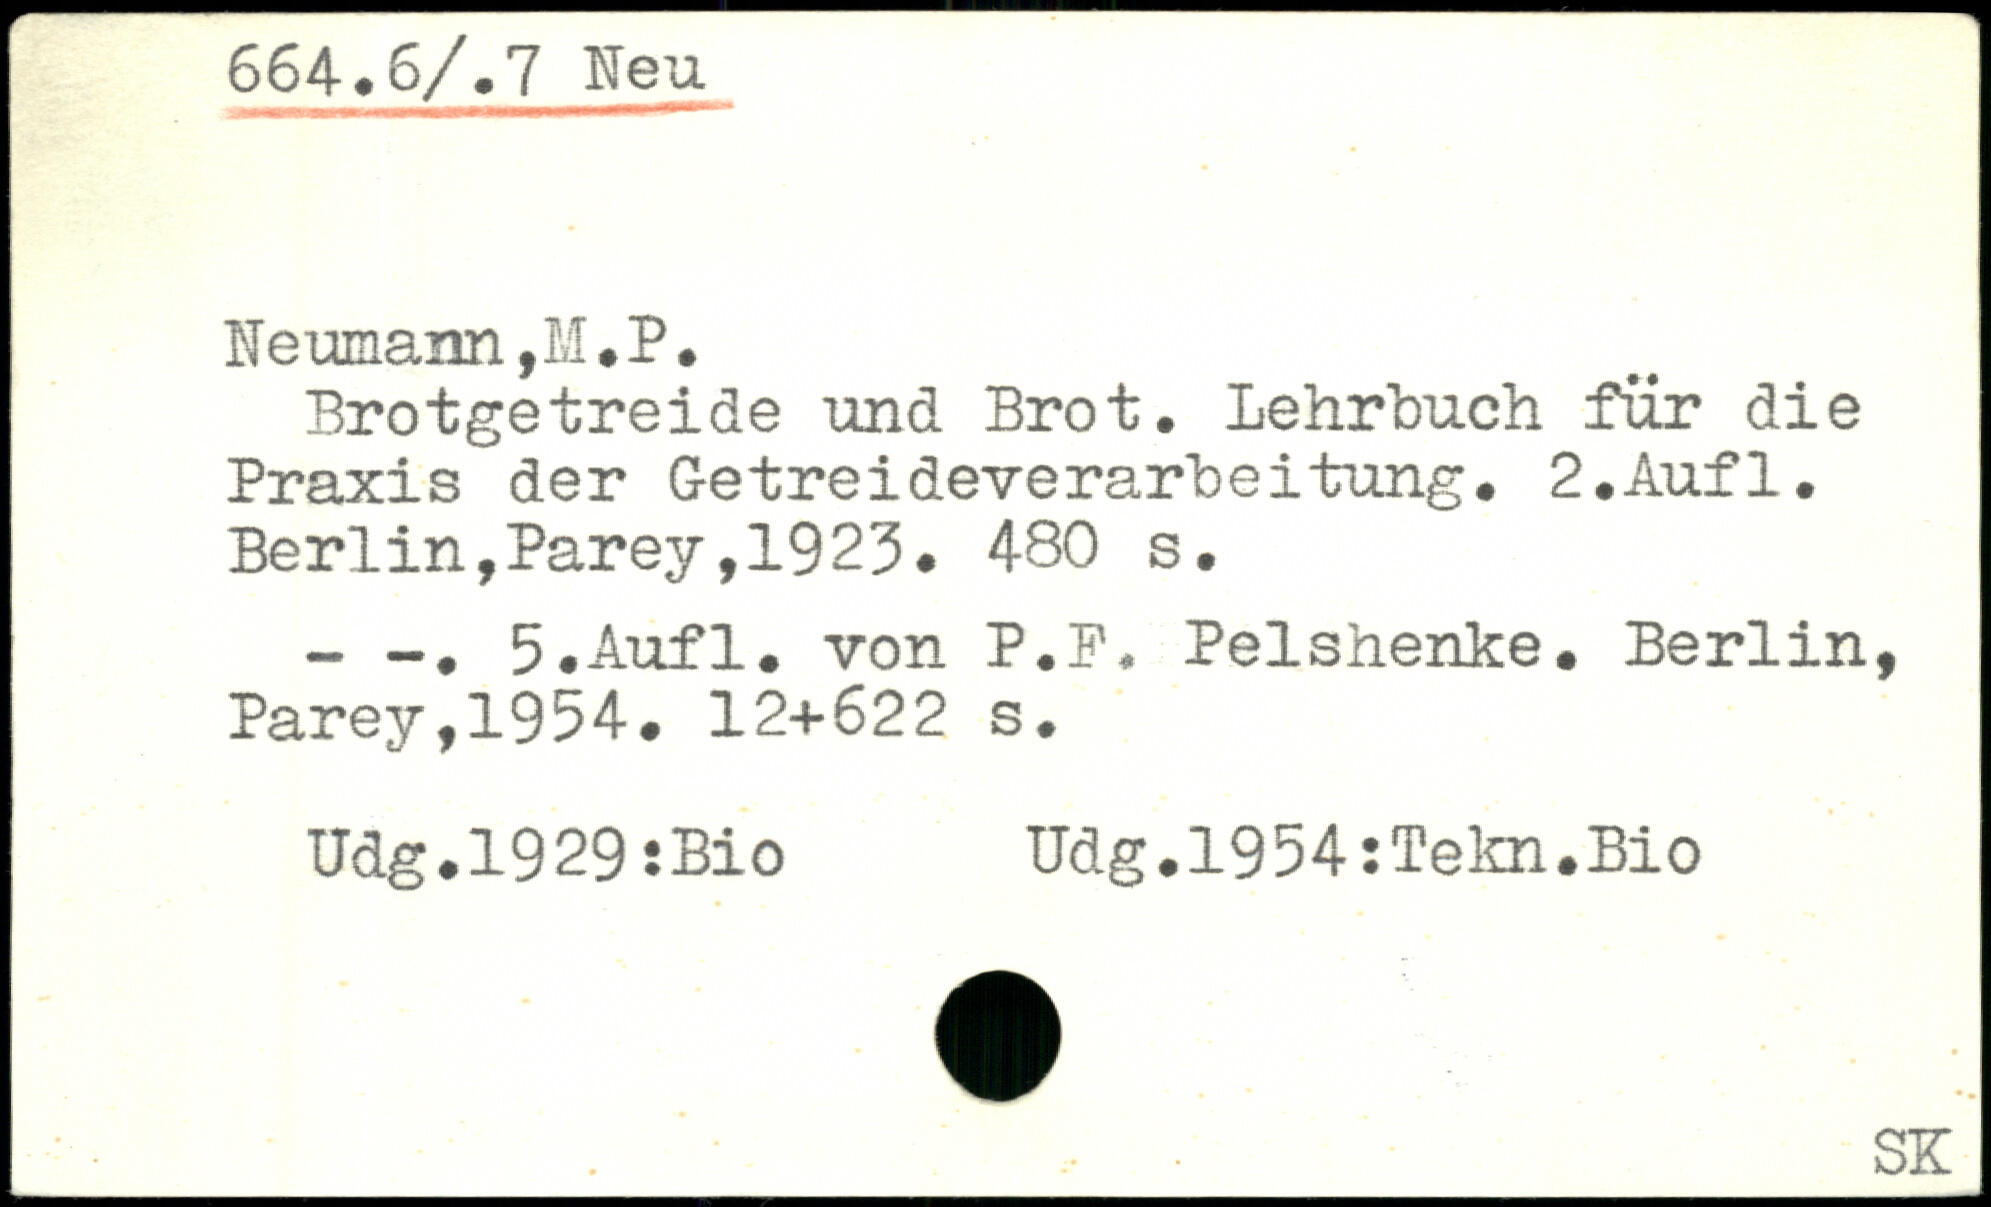 664.6/.7 Neu
Neumann,M.P.
Brotgetreide und Brot. Lehrbuch für die
Praxis der Getreideverarbeitung. 2.Aufl.
Berlin,Parey,1923. 480 s.
- -. 5.Aufl. von P.F. Pelshenke. Berlin,
Parey,1954. 12+622 s.
Udg.1929:Bio Udg.1954:Tekn.Bio
SK